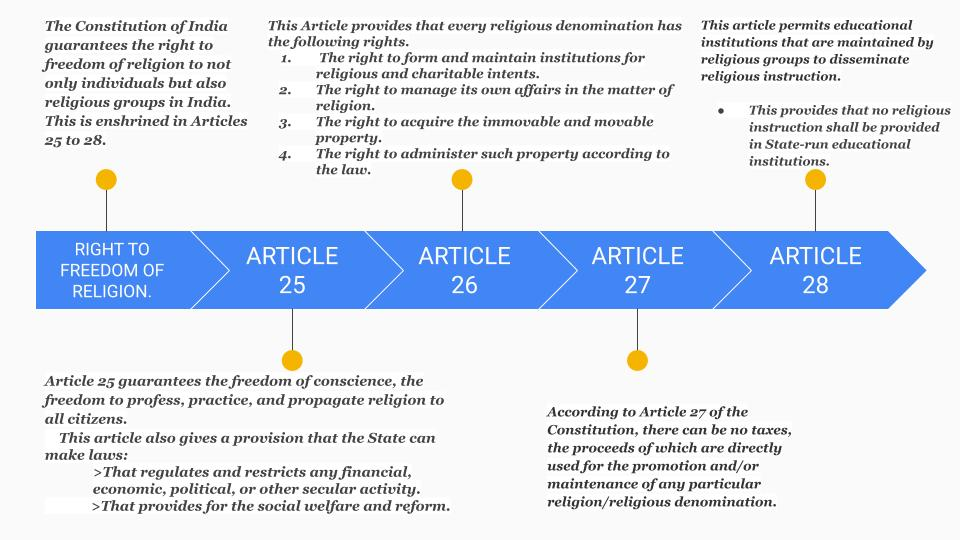 The Constitution of India
guarantees the right to
freedom of religion to not
only individuals but also
religious groups in India.
This is enshrined in Articles
25 to 28.
This Article provides that every religious denomination has
the following rights.
1. The right to form and maintain institutions for
religious and charitable intents.
2. The right to manage its own affairs in the matter of
religion.
3. The right to acquire the immovable and movable
property.
4. The right to administer such property according to
the law.
This article permits educational
institutions that are maintained by
religious groups to disseminate
religious instruction.
● This provides that no religious
instruction shall be provided
in State-run educational
institutions.
RIGHT TO
FREEDOM OF
RELIGION.
ARTICLE
25
ARTICLE
26
ARTICLE
27
ARTICLE
28
Article 25 guarantees the freedom of conscience, the
freedom to profess, practice, and propagate religion to
all citizens.
This article also gives a provision that the State can
make laws:
>That regulates and restricts any financial,
economic, political, or other secular activity.
>That provides for the social welfare and reform.
According to Article 27 of the
Constitution, there can be no taxes,
the proceeds of which are directly
used for the promotion and/or
maintenance of any particular
religion/religious denomination.